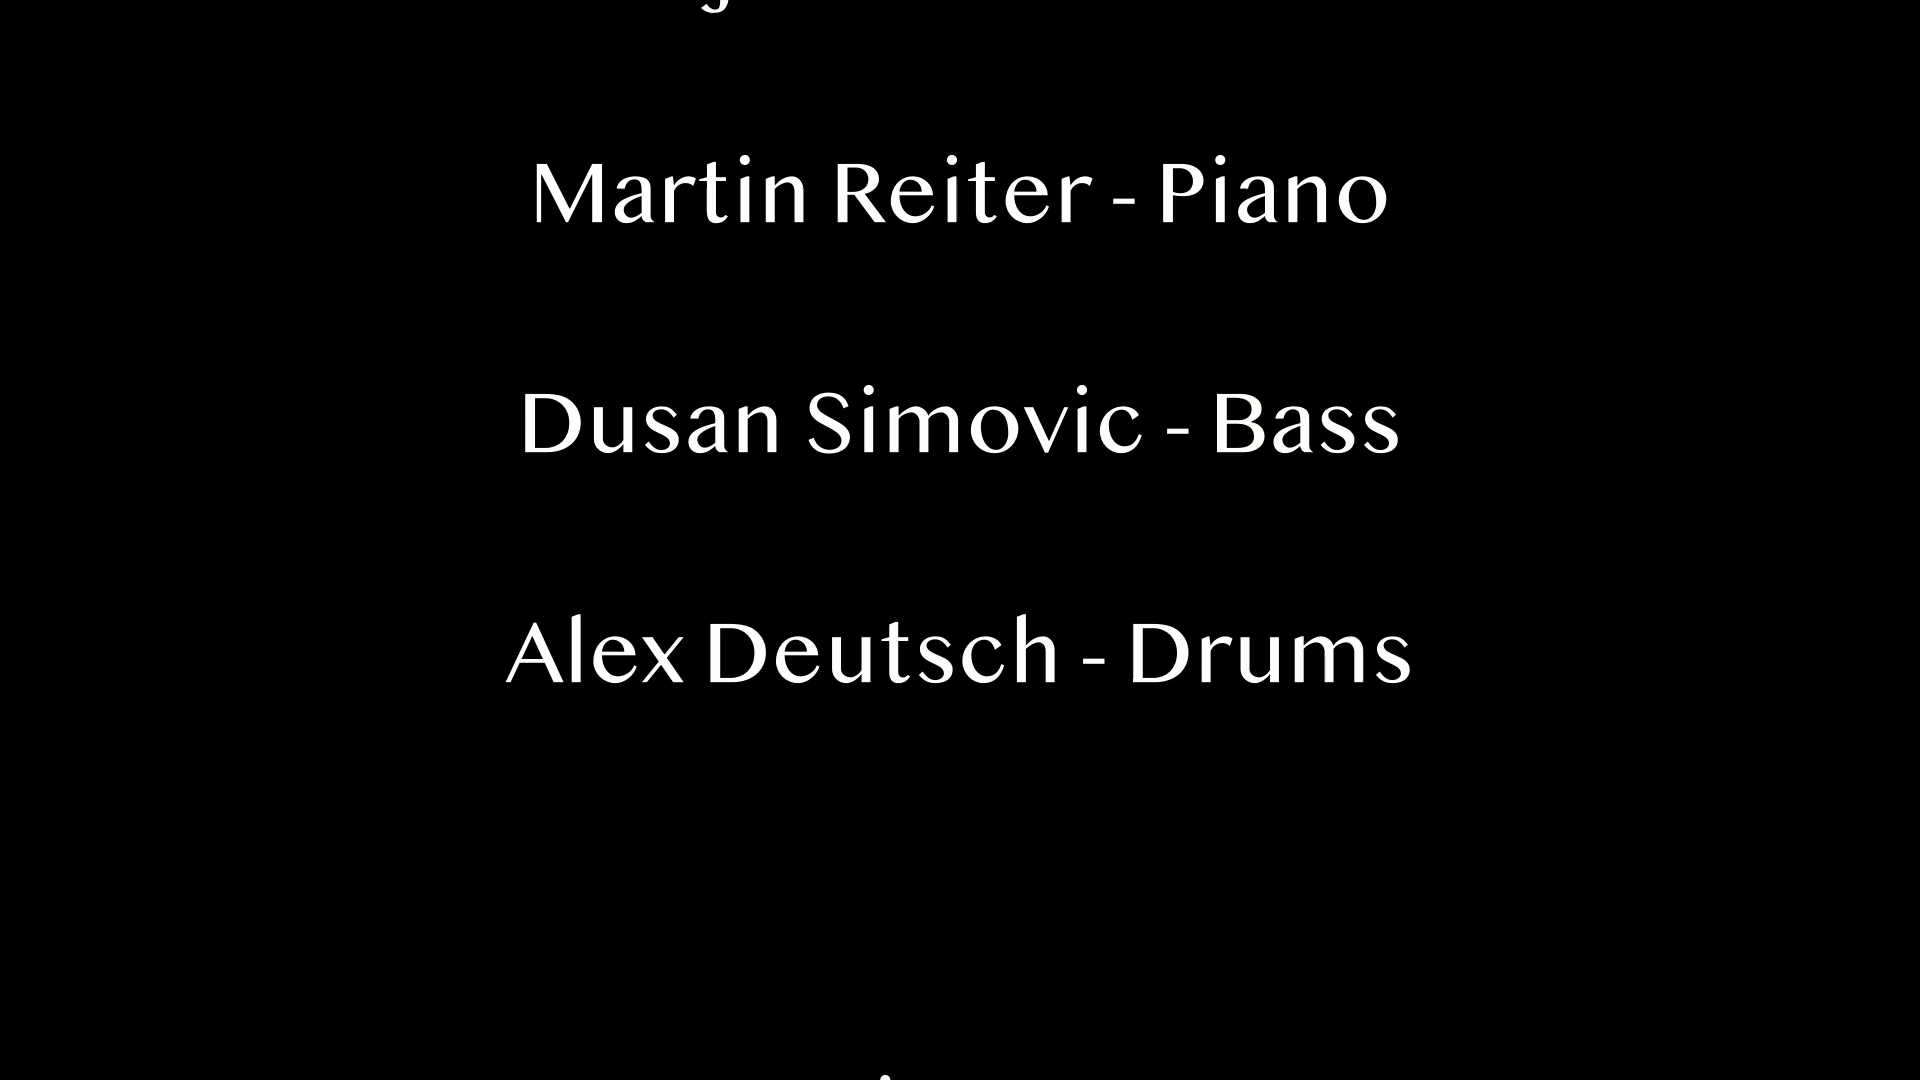 Martin Reiter - Piano
Dusan Simovic - Bass
Alex Deutsch - Drums